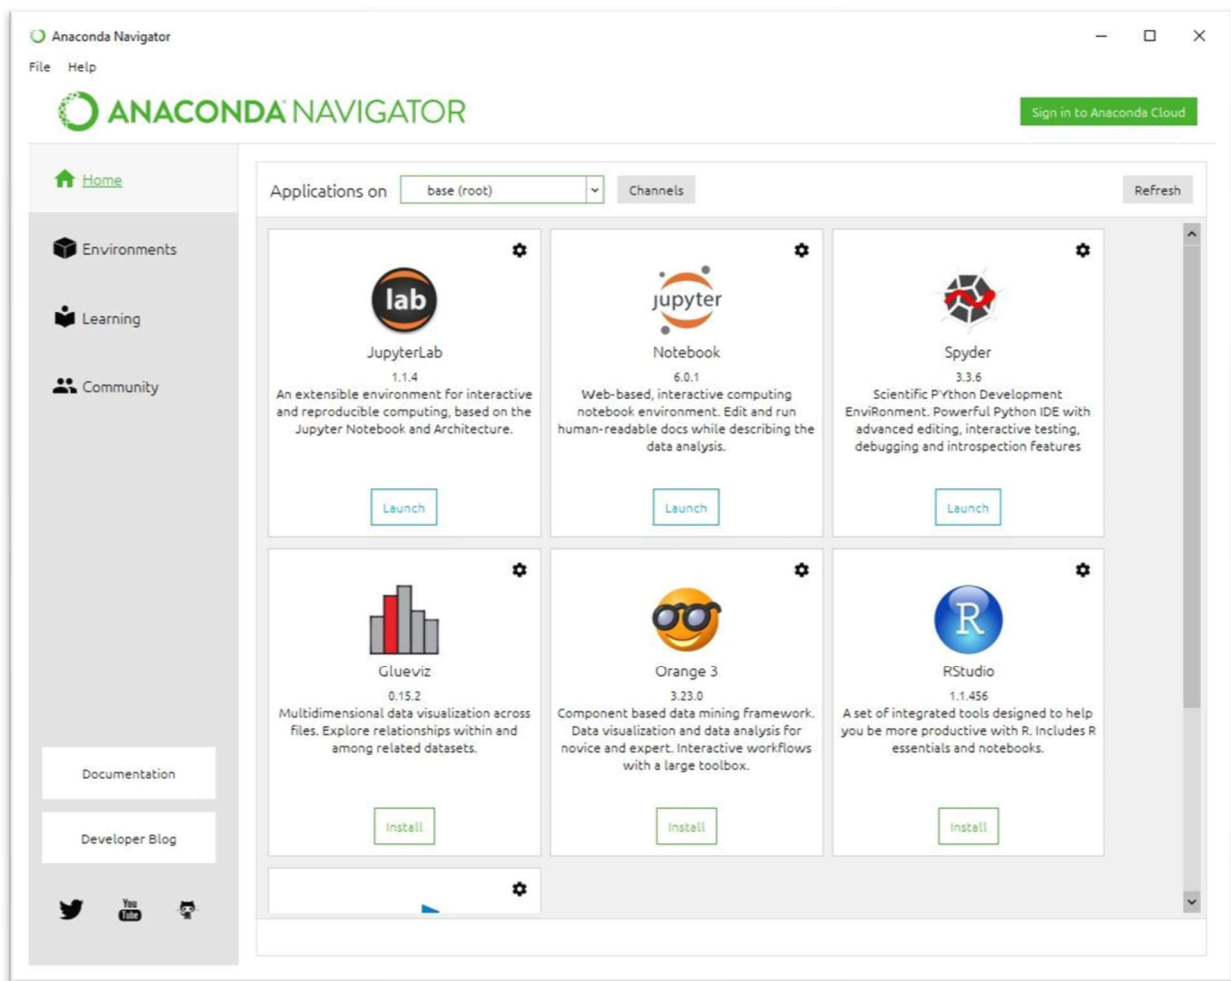 Anaconda Navigator
File Help
ANACONDA NAVIGATOR
Sign in to Anaconda Cloud
Home
Environments
Learning
Community
Documentation
Developer Blog
You
Tube
Applications on base (root) Channels Refresh
lab
JupyterLab
1.1.4
An extensible environment for interactive
and reproducible computing, based on the
Jupyter Notebook and Architecture.
Launch
jupyter
Notebook
6.0.1
Web-based, interactive computing
notebook environment. Edit and run
human-readable docs while describing the
data analysis.
Launch
Spyder
3.3.6
Scientific PYthon Development
EnviRonment. Powerful Python IDE with
advanced editing, interactive testing,
debugging and introspection features
Launch
Glueviz
0.15.2
Multidimensional data visualization across
files. Explore relationships within and
among related datasets.
Install
Orange 3
3.23.0
Component based data mining framework.
Data visualization and data analysis for
novice and expert. Interactive workflows
with a large toolbox.
Install
R
RStudio
1.1.456
A set of integrated tools designed to help
you be more productive with R. Includes R
essentials and notebooks.
Install